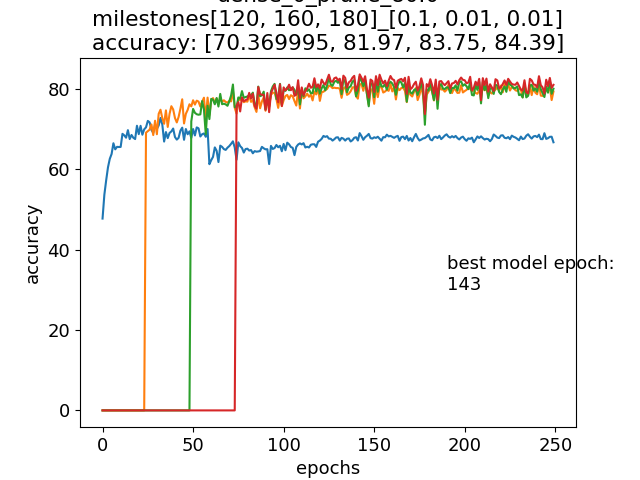 milestones[120, 160, 180]_[0.1, 0.01, 0.01]
accuracy: [70.369995, 81.97, 83.75, 84.39]
80
60
40
20
0
accuracy
best model epoch:
143
0 50 100 150 200 250
epochs